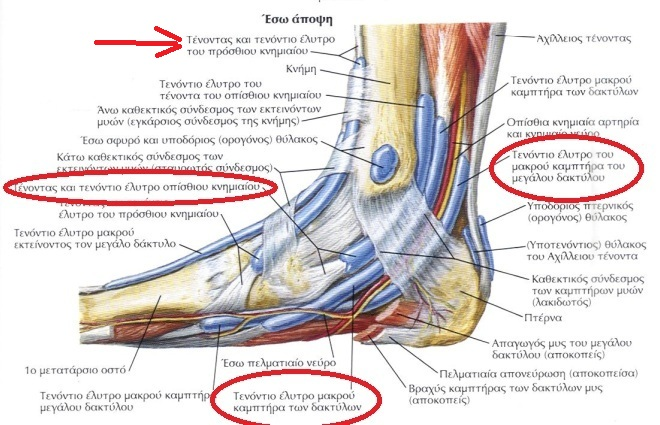 Έσω άποψη
Τένοντας και τενόντιο έλυτρο
του πρόσθιου κνημιαίου
Κνήμη
Τενόντιο έλυτρο του
τένοντα του οπίσθιου κνημιαίου
Άνω καθεκτικός σύνδεσμος των εκτεινόντων
μυών (εγκάρσιος σύνδεσμος της κνήμης)
Έσω σφυρό και υποδόριος (ορογόνος) θύλακος
Κάτω καθεκτικός σύνδεσμος των
εκτεινόντων μυών (σταυρωτός σύνδεσμος)
Τένοντας και τενόντιο έλυτρο οπίσθιου κνημιαίου
έλυτρο του πρόσθιου κνημιαίου
Τενόντιο έλυτρο μακρού
εκτείνοντος τον μεγάλο δάκτυλο
1ο μετατάρσιο οστό
Τενόντιο έλυτρο μακρού καμπτήρ
μεγάλου δακτύλου
Έσω πελματιαίο νεύρο
Τενόντιο έλυτρο μακρού
καμπτήρα των δακτύλων
Αχίλλειος τένοντας
Τενόντιο έλυτρο μακρού
καμπτήρα των δακτύλων
Οπίσθια κνημιαία αρτηρία
και κνημιαίο νεύρο
Τενόντιο έλυτρο του
μακρού καμπτήρα του
μεγάλου δακτύλου
Υποδόριος πτερνικός
(ορογόνος) θύλακος
(Υποτενόντιος) θύλακος
του Αχίλλειου τένοντα
Καθεκτικός σύνδεσμος
των καμπτήρων μυών
(λακιδωτός)
Πτέρνα
Απαγωγός μυς του μεγάλου
δακτύλου (αποκοπείς)
Πελματιαία απονεύρωση (αποκοπείσα)
Βραχύς καμπτήρας των δακτύλων μυς
(αποκοπείς)